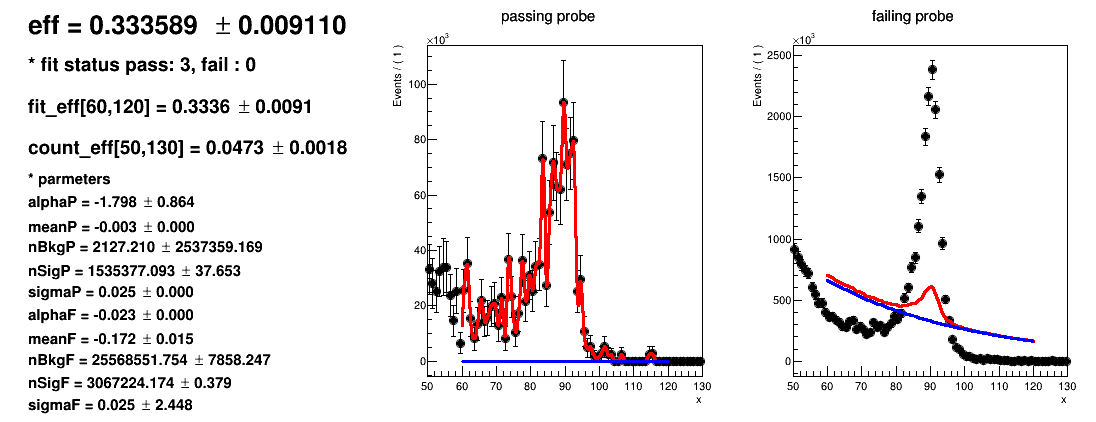 eff = 0.333589 ± 0.009110
* fit status pass: 3, fail : 0
fit_eff[60,120] = 0.3336 ± 0.0091
count_eff[50,130] = 0.0473 ± 0.0018
* parmeters
alphaP = -1.798 ± 0.864
meanP = -0.003 ± 0.000
nBkgP = 2127.210 ± 2537359.169
nSigP = 1535377.093 ± 37.653
sigmaP = 0.025 ± 0.000
alphaF = -0.023 ± 0.000
meanF = -0.172 ± 0.015
nBkgF = 25568551.754 ± 7858.247
nSigF = 3067224.174 ± 0.379
sigmaF = 0.025 ± 2.448
passing probe
×10³
Events / ( 1 )
100
80
60
40
20
0
50 60 70 80 90 100 110 120 130
x
failing probe
×10³
Events / ( 1 )
2500
2000
1500
1000
500
0
50 60 70 80 90 100 110 120 130
x